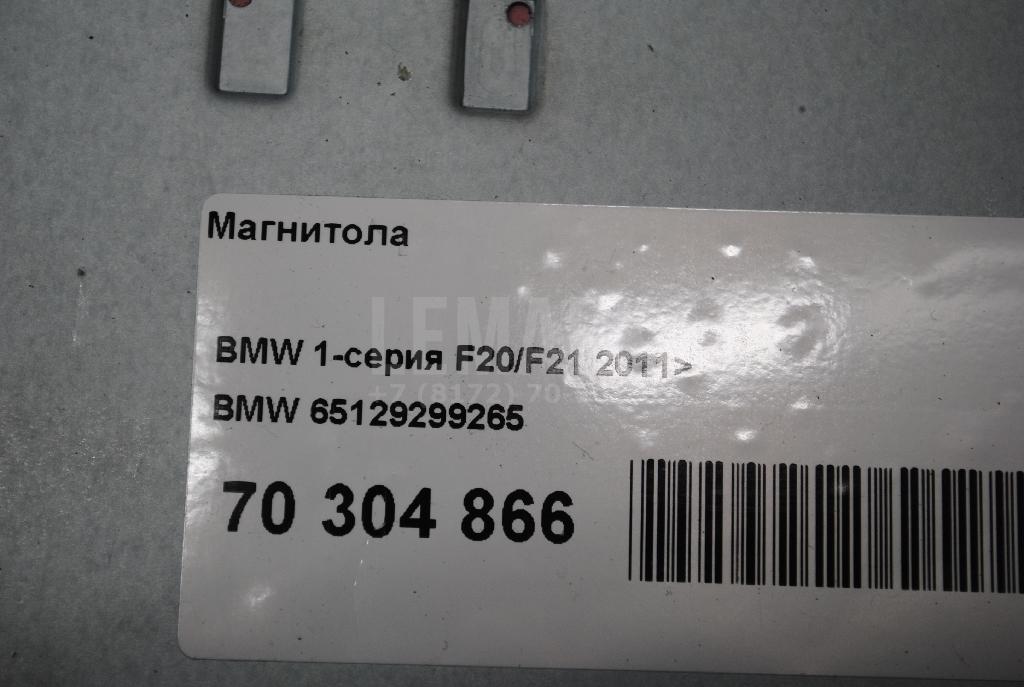 Магнитола
BMW 1-серия F20/F21 2011>
BMW 65129299265
70 304 866